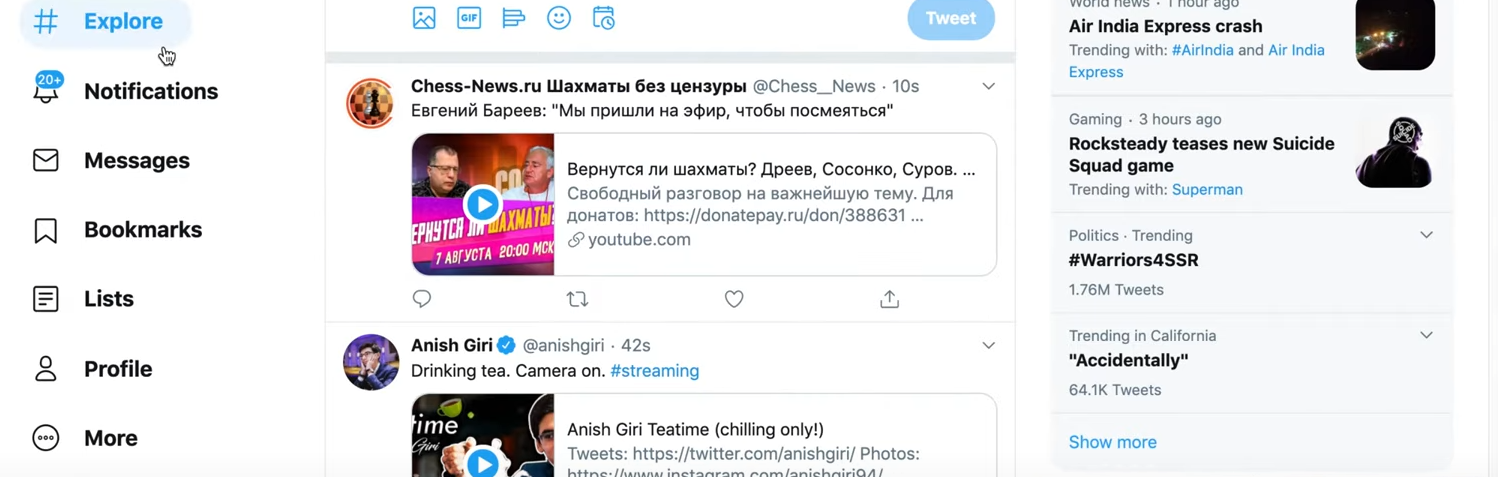 Explore
20+
Notifications
Messages
Bookmarks
Lists
Profile
More
GIF
Tweet
Chess-News.ru Шахматы без цензуры @Chess__News · 10s
Евгений Бареев: "Мы пришли на эфир, чтобы посмеяться"
ЕРНУТСЯ ЛИ ШАХМАТЫ?
7 АВГУСТА 20:00 МСК
Вернутся ли шахматы? Дреев, Сосонко, Суров. ...
Свободный разговор на важнейшую тему. Для
донатов: https://donatepay.ru/don/388631 ...
youtube.com
Anish Giri @anishgiri · 42s
Drinking tea. Camera on. #streaming
time
Giri
Anish Giri Teatime (chilling only!)
Tweets: https://twitter.com/anishgiri/ Photos:
https://www.instagram.com/anishgiri94/
World news · 1 hour ago
Air India Express crash
Trending with: #AirIndia and Air India
Express
Gaming · 3 hours ago
Rocksteady teases new Suicide
Squad game
Trending with: Superman
Politics · Trending
#Warriors4SSR
1.76M Tweets
Trending in California
"Accidentally"
64.1K Tweets
Show more